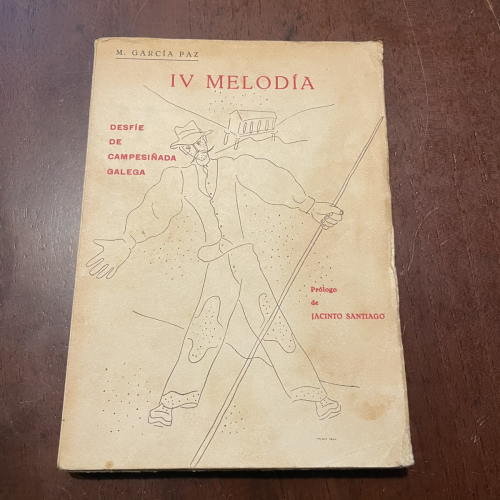 M. GARCÍA PAZ
IV MELODÍA
DESFÍE
DE
CAMPESIÑADA
GALEGA
Prólogo
de
JACINTO SANTIAGO